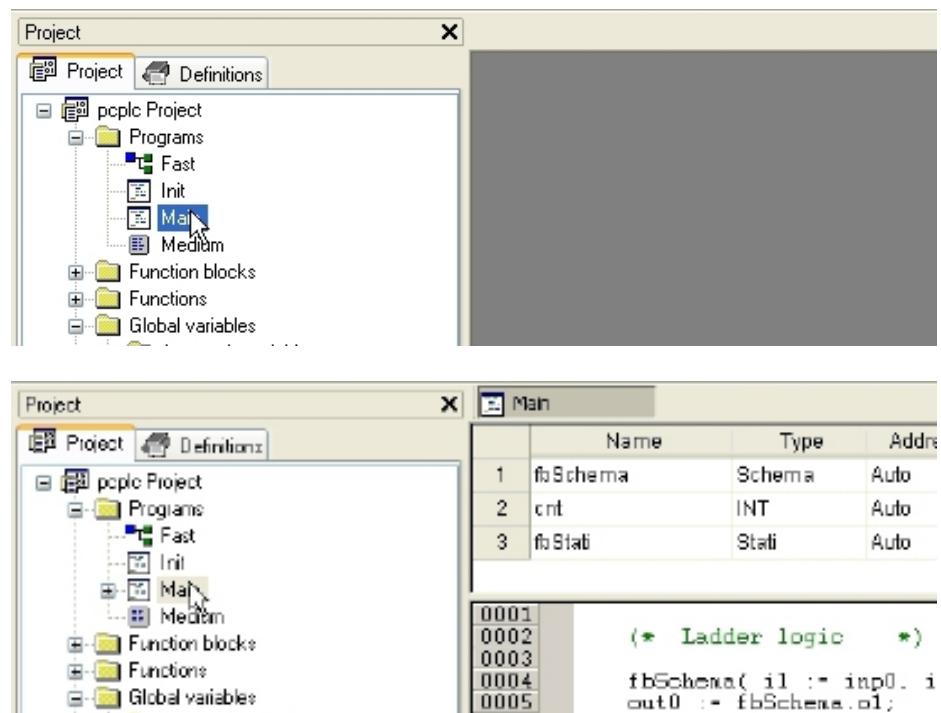 Project
Project Definitions
pcplc Project
Programs
Fast
Init
Main
Medium
Function blocks
Functions
Global variables
Project
Main
Project Definitions
Name Type Addre
pcplc Project
1 fbSchema Schema Auto
Programs
2 cnt INT Auto
Fast
3 fbStati Stati Auto
Init
Main
Medium
0001
Function blocks
0002 (* Ladder logic *)
0003
Functions
0004 fbSchema( i1 := inp0, i
Global variables
0005 out0 := fbSchema.o1;